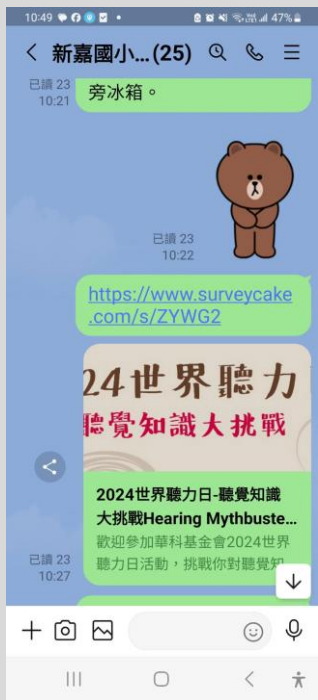 10:49
47%
新嘉國小...(25)
已讀 23
10:21
旁冰箱。
已讀 23
10:22
https://www.surveycake
.com/s/ZYWG2
24世界聽力
聽覺知識大挑戰
2024世界聽力日-聽覺知識
大挑戰Hearing Mythbuste...
歡迎參加華科基金會2024世界
聽力日活動，挑戰你對聽覺知
已讀 23
10:27